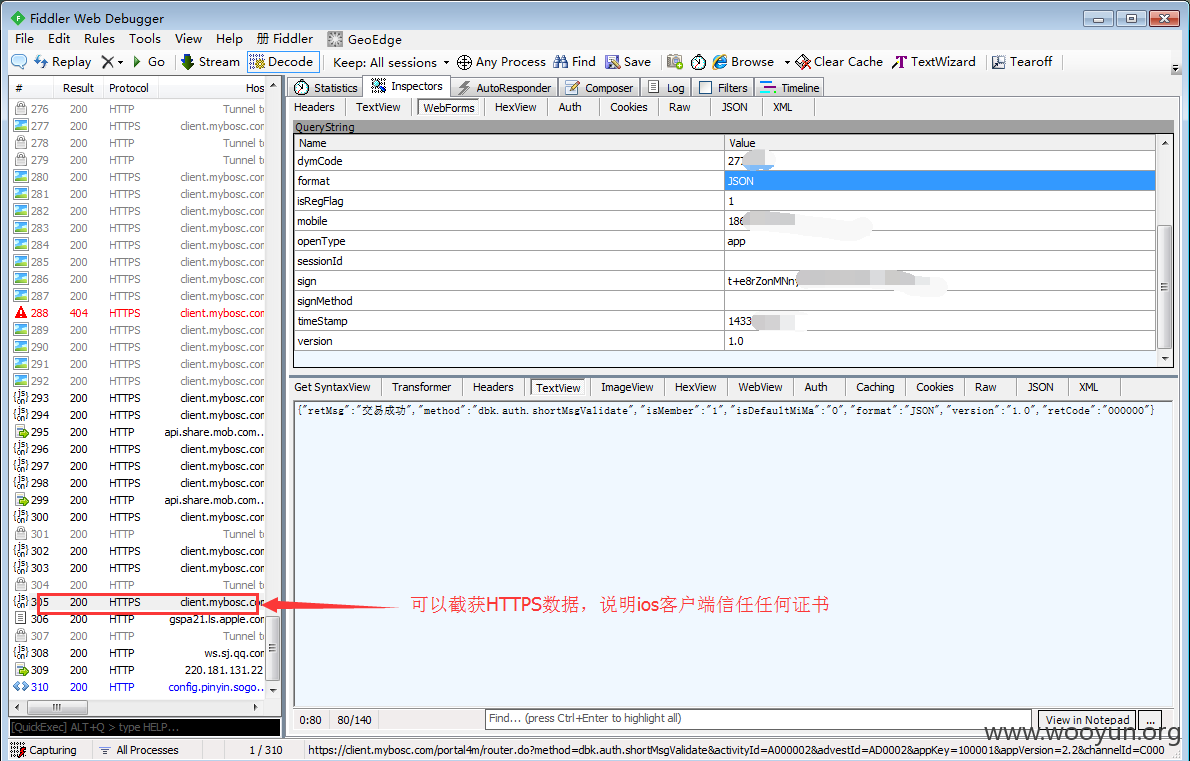 Fiddler Web Debugger
File Edit Rules Tools View Help Fiddler GeoEdge
Replay Go Stream Decode Keep: All sessions Any Process Find Save Browse Clear Cache TextWizard Tearoff
# Result Protocol Hos
276 200 HTTP Tunnel to
277 200 HTTPS client.mybosc.com
278 200 HTTP Tunnel to
279 200 HTTP Tunnel to
280 200 HTTPS client.mybosc.com
281 200 HTTPS client.mybosc.com
282 200 HTTPS client.mybosc.com
283 200 HTTPS client.mybosc.com
284 200 HTTPS client.mybosc.com
285 200 HTTPS client.mybosc.com
286 200 HTTPS client.mybosc.com
287 200 HTTPS client.mybosc.com
288 404 HTTPS client.mybosc.com
289 200 HTTPS client.mybosc.com
290 200 HTTPS client.mybosc.com
291 200 HTTPS client.mybosc.com
292 200 HTTPS client.mybosc.com
293 200 HTTPS client.mybosc.com
294 200 HTTPS client.mybosc.com
295 200 HTTP api.share.mob.com...
296 200 HTTPS client.mybosc.com
297 200 HTTPS client.mybosc.com
298 200 HTTPS client.mybosc.com
299 200 HTTP api.share.mob.com...
300 200 HTTPS client.mybosc.com
301 200 HTTP Tunnel to
302 200 HTTPS client.mybosc.com
303 200 HTTPS client.mybosc.com
304 200 HTTP Tunnel to
305 200 HTTPS client.mybosc.com
306 200 HTTP gspa21.ls.apple.com
307 200 HTTP Tunnel to
308 200 HTTP ws.sj.qq.com
309 200 HTTP 220.181.131.22
310 200 HTTP config.pinyin.sogo...
[QuickExec] ALT+Q > type HELP...
Statistics Inspectors AutoResponder Composer Log Filters Timeline
Headers TextView WebForms HexView Auth Cookies Raw JSON XML
QueryString
Name Value
dymCode 277
format JSON
isRegFlag 1
mobile 186
openType app
sessionId
sign t+e8rZonMNny
signMethod
timeStamp 1433
version 1.0
Get SyntaxView Transformer Headers TextView ImageView HexView WebView Auth Caching Cookies Raw JSON XML
{"retMsg":"交易成功","method":"dbk.auth.shortMsgValidate","isMember":"1","isDefaultMiMa":"0","format":"JSON","version":"1.0","retCode":"000000"}
可以截获HTTPS数据，说明ios客户端信任任何证书
0:80 80/140 Find... (press Ctrl+Enter to highlight all) View in Notepad ...
www.wooyun.org
Capturing All Processes 1 / 310 https://client.mybosc.com/portal4m/router.do?method=dbk.auth.shortMsgValidate&activityId=A000002&advestId=AD0002&appKey=100001&appVersion=2.2&channelId=C000